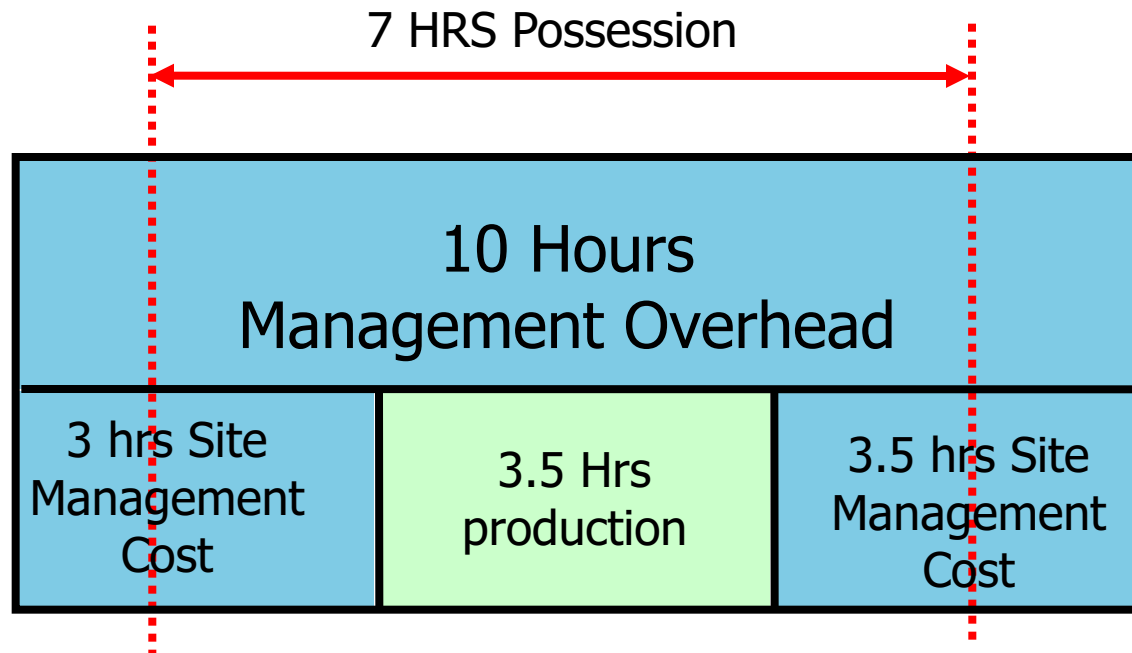 7 HRS Possession
10 Hours
Management Overhead
3 hrs Site
Management
Cost
3.5 Hrs
production
3.5 hrs Site
Management
Cost